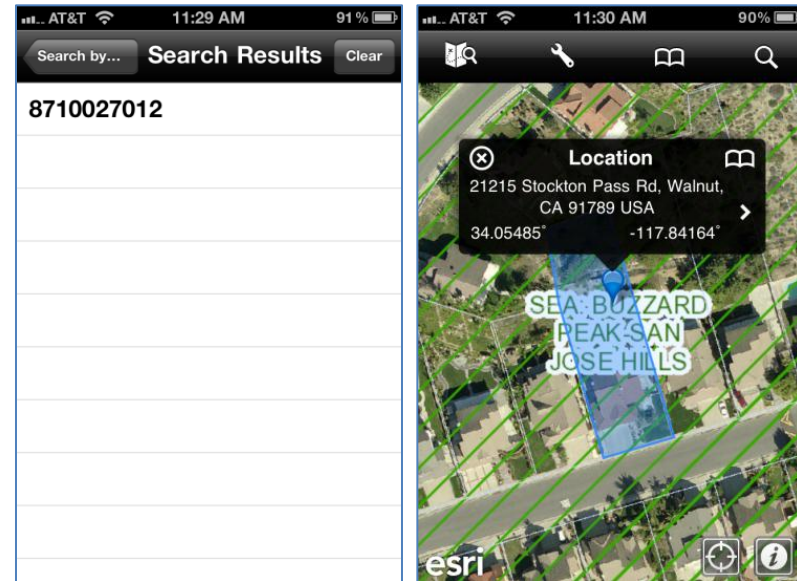 AT&T 11:29 AM 91%
Search by... Search Results Clear
8710027012
AT&T 11:30 AM 90%
Location
21215 Stockton Pass Rd, Walnut,
CA 91789 USA
34.05485° -117.84164°
SEA: BUZZARD
PEAK-SAN
JOSE HILLS
esri